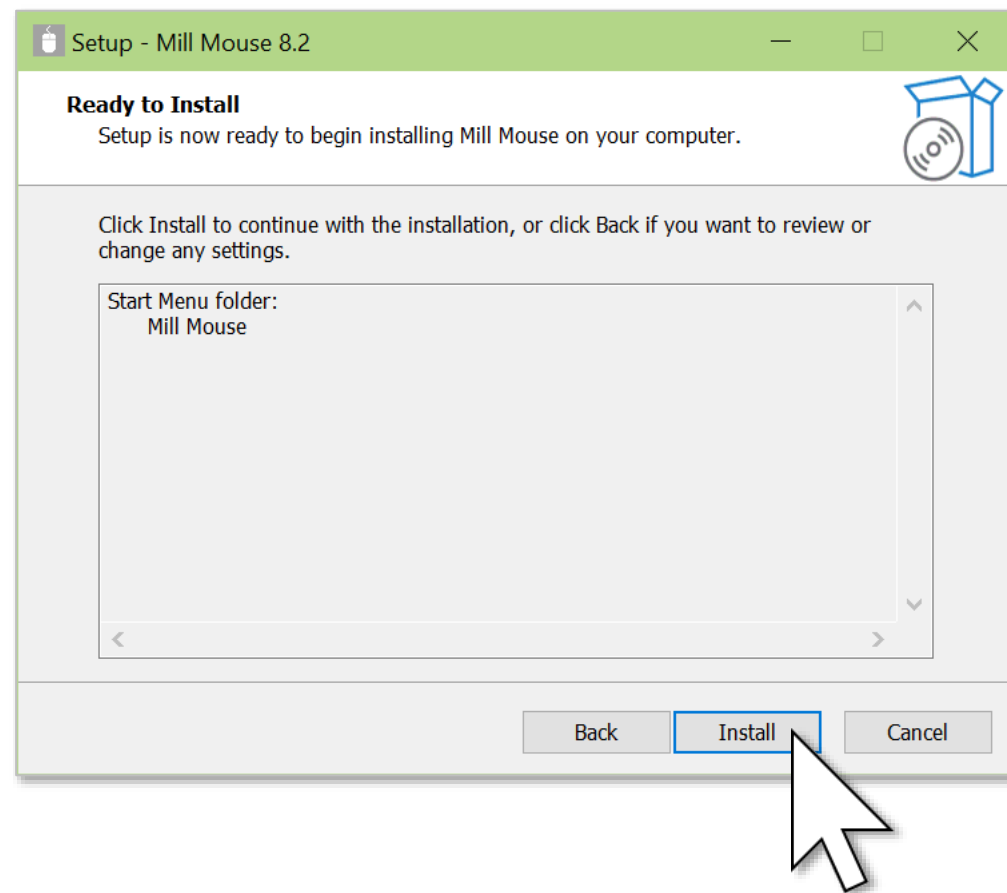 Setup - Mill Mouse 8.2
Ready to Install
Setup is now ready to begin installing Mill Mouse on your computer.
Click Install to continue with the installation, or click Back if you want to review or
change any settings.
Start Menu folder:
Mill Mouse
Back
Install
Cancel